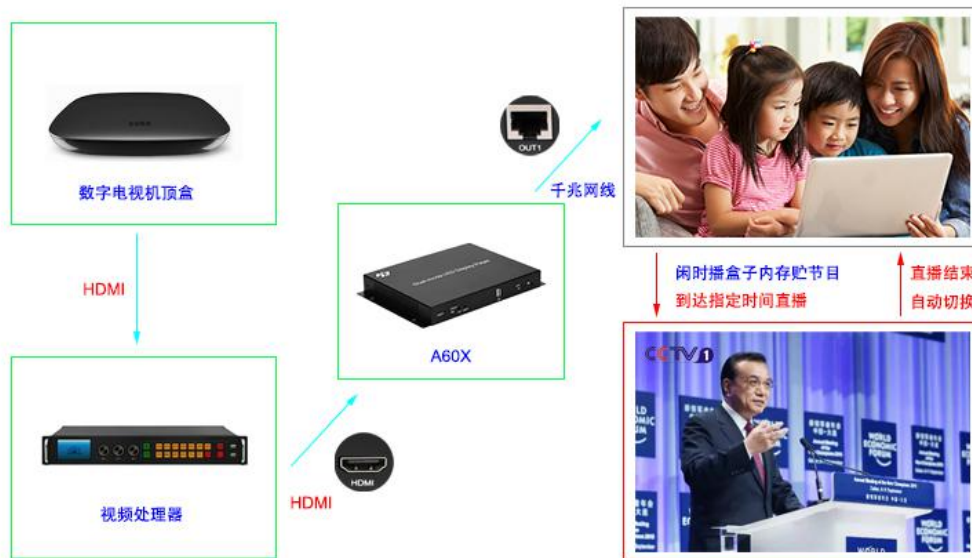 数字电视机顶盒
HDMI
视频处理器
HDMI
HDMI
A60X
OUT1
千兆网线
闲时播盒子内存贮节目
到达指定时间直播
直播结束
自动切换
CCTV 1
WORLD
ECONOMIC
FORUM